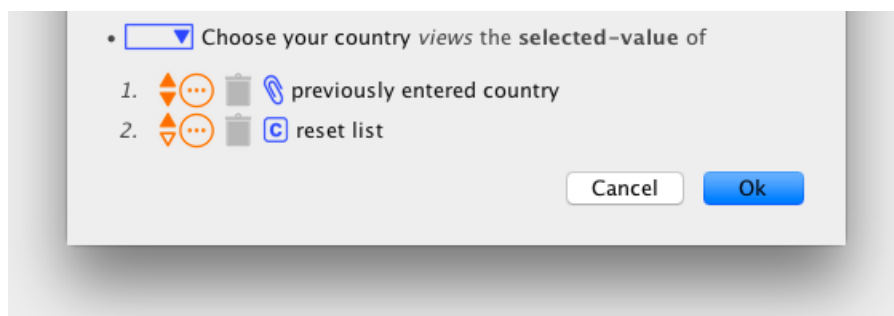 • Choose your country views the selected-value of
1. previously entered country
2. C reset list
Cancel Ok